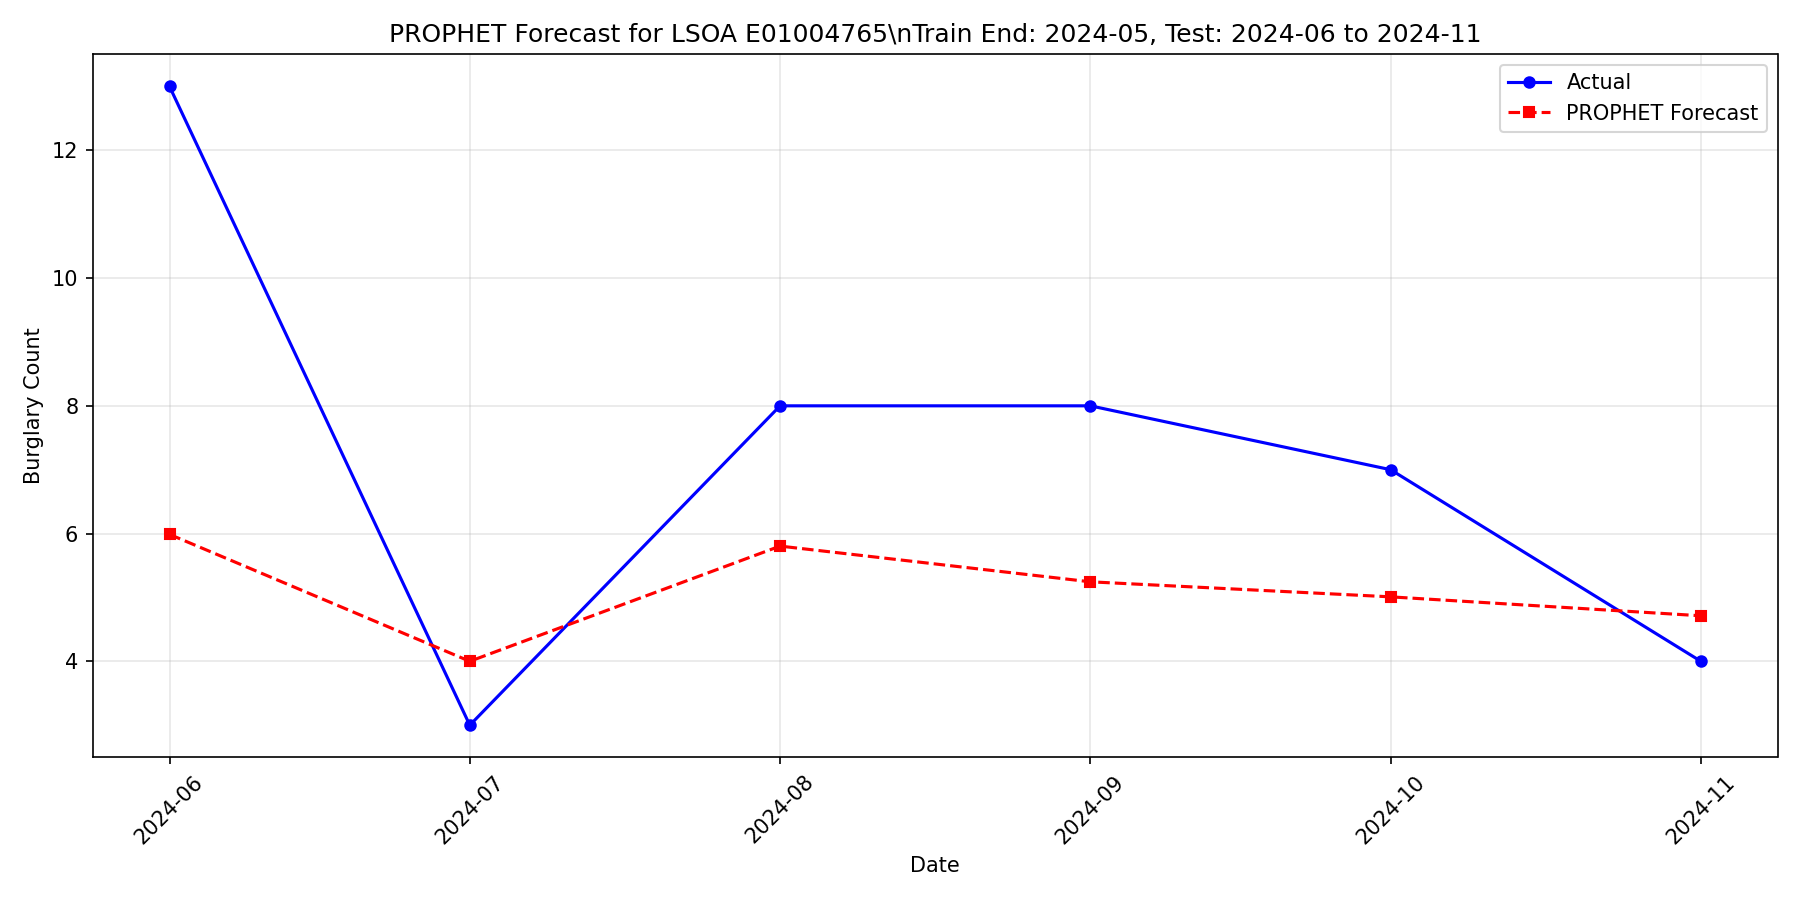 PROPHET Forecast for LSOA E01004765\nTrain End: 2024-05, Test: 2024-06 to 2024-11
Actual
PROPHET Forecast
12
10
8
6
4
Burglary Count
2024-06
2024-07
2024-08
2024-09
2024-10
2024-11
Date